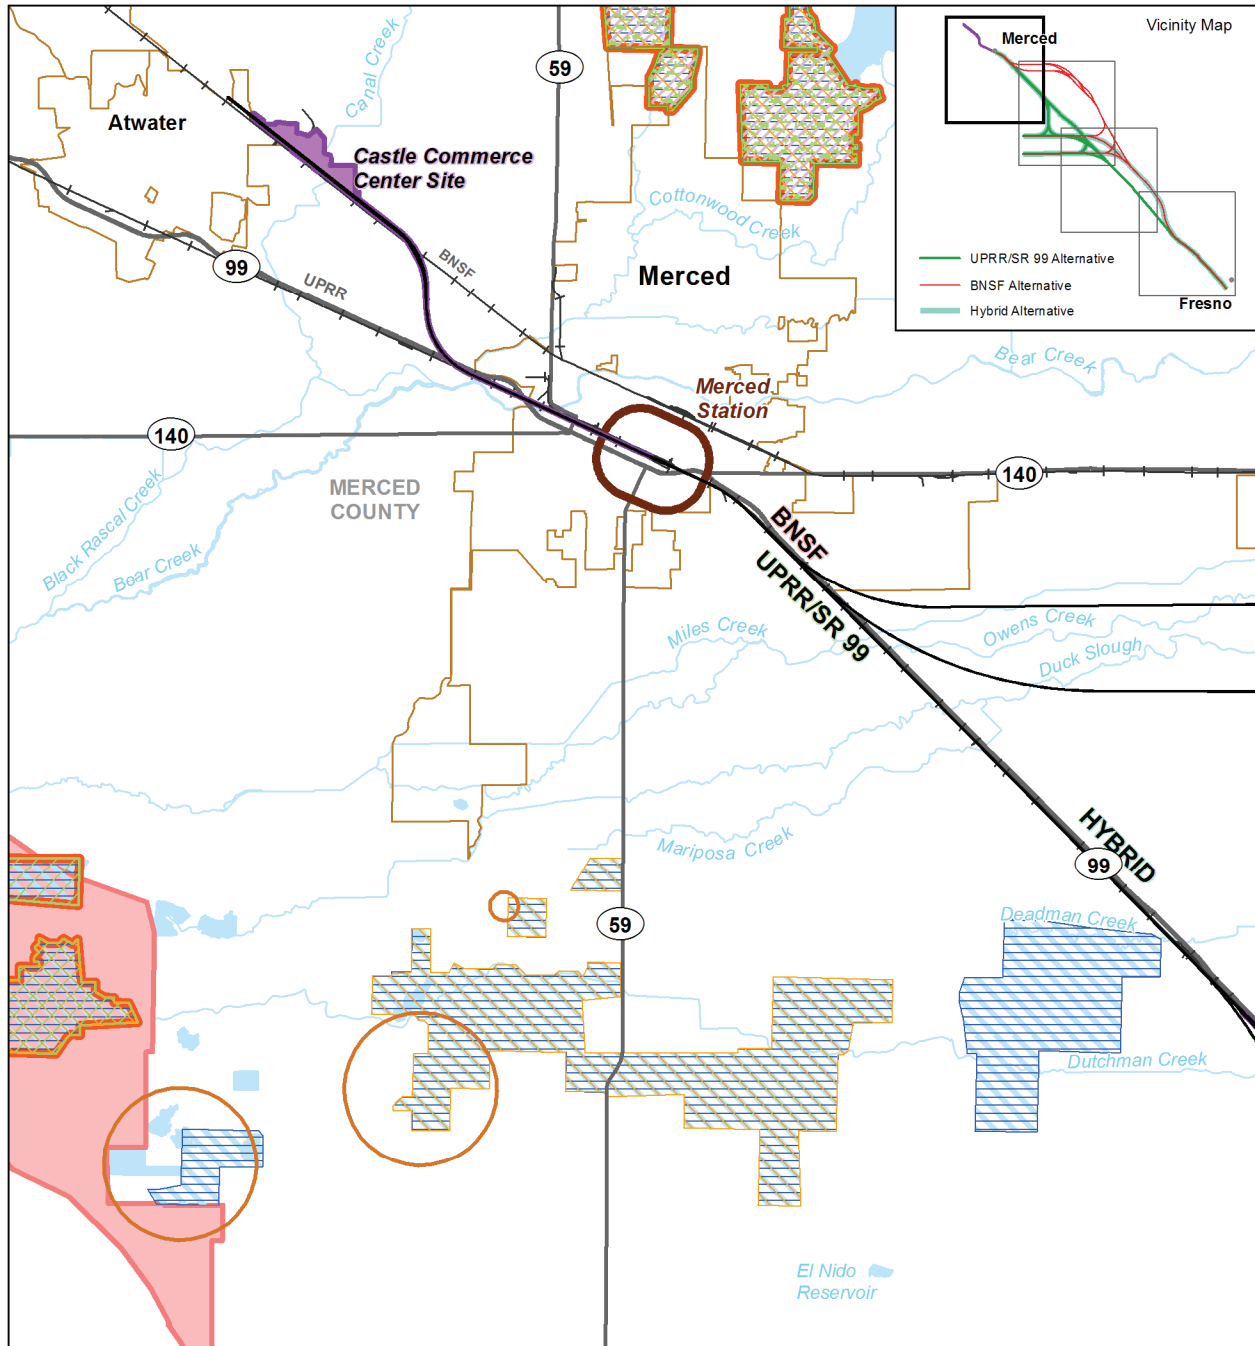 Vicinity Map
Merced
UPRR/SR 99 Alternative
BNSF Alternative
Hybrid Alternative
Fresno
59
Canal Creek
Atwater
Castle Commerce
Center Site
Cottonwood Creek
BNSF
99
UPRR
Merced
Bear Creek
Merced
Station
140
140
MERCED
COUNTY
Black Rascal Creek
Bear Creek
BNSF
UPRR/SR 99
Miles Creek
Owens Creek
Duck Slough
Mariposa Creek
HYBRID
99
59
Deadman Creek
Dutchman Creek
El Nido
Reservoir